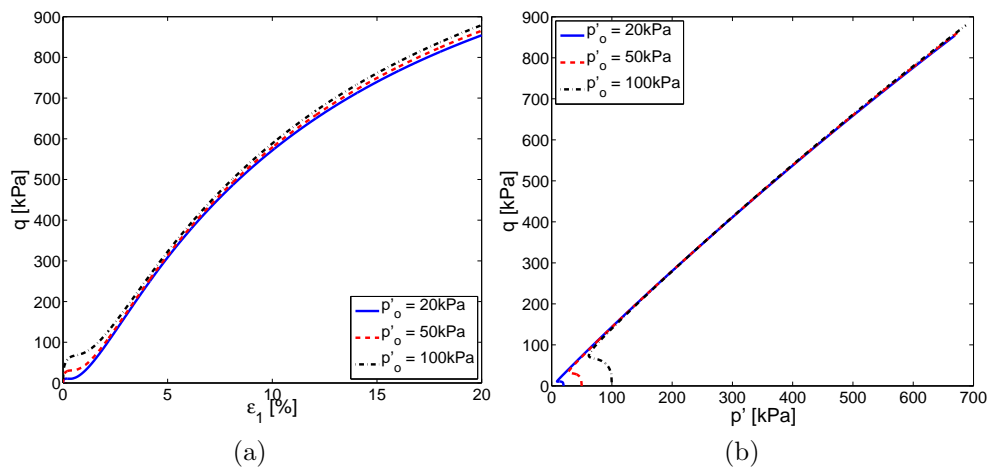 900
800
700
600
500
400
300
200
100
0
q [kPa]
0 5 10 15 20
ε1 [%]
p'o = 20kPa
p'o = 50kPa
p'o = 100kPa
(a)
900
800
700
600
500
400
300
200
100
0
q [kPa]
0 100 200 300 400 500 600 700
p' [kPa]
p'o = 20kPa
p'o = 50kPa
p'o = 100kPa
(b)